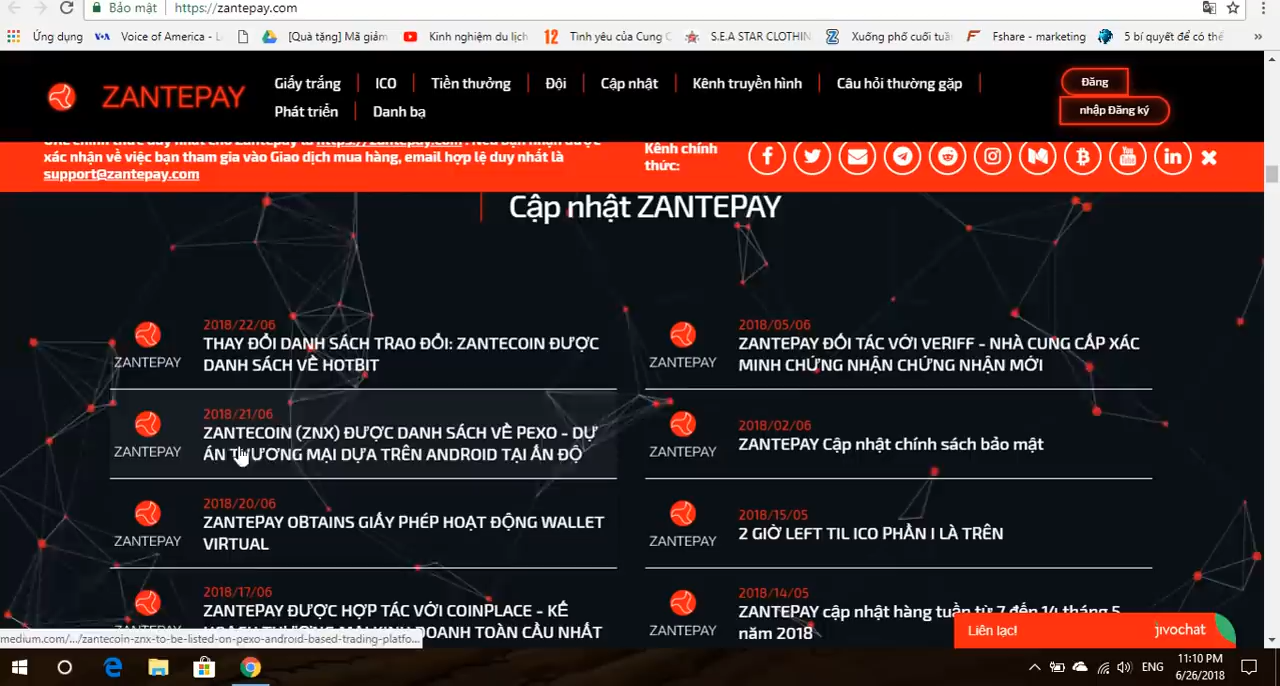 Bảo mật | https://zantepay.com
Ứng dụng Voice of America - L [Quà tặng] Mã giảm Kinh nghiệm du lịch 12 Tình yêu của Cung S.E.A STAR CLOTHIN Xuống phố cuối tuần Fshare - marketing 5 bí quyết để có thể »
ZANTEPAY
Giấy trắng ICO Tiền thưởng Đội Cập nhật Kênh truyền hình Câu hỏi thường gặp
Phát triển Danh bạ
Đăng
nhập Đăng ký
xác nhận về việc bạn tham gia vào Giao dịch mua hàng, email hợp lệ duy nhất là
support@zantepay.com
Kênh chính
thức:
Cập nhật ZANTEPAY
2018/22/06
THAY ĐỔI DANH SÁCH TRAO ĐỔI: ZANTECOIN ĐƯỢC
DANH SÁCH VỀ HOTBIT
ZANTEPAY
2018/21/06
ZANTECOIN (ZNX) ĐƯỢC DANH SÁCH VỀ PEXO - DỰ
ÁN THƯƠNG MẠI DỰA TRÊN ANDROID TẠI ẤN ĐỘ
ZANTEPAY
2018/20/06
ZANTEPAY OBTAINS GIẤY PHÉP HOẠT ĐỘNG WALLET
VIRTUAL
ZANTEPAY
2018/17/06
ZANTEPAY ĐƯỢC HỢP TÁC VỚI COINPLACE - KẾ
DOANH TOÀN CẦU NHẤT
2018/05/06
ZANTEPAY ĐỐI TÁC VỚI VERIFF - NHÀ CUNG CẤP XÁC
MINH CHỨNG NHẬN CHỨNG NHẬN MỚI
ZANTEPAY
2018/02/06
ZANTEPAY Cập nhật chính sách bảo mật
ZANTEPAY
2018/15/05
2 GIỜ LEFT TIL ICO PHẦN I LÀ TRÊN
ZANTEPAY
2018/14/05
ZANTEPAY cập nhật hàng tuần từ 7 đến 14 tháng 5
năm 2018
ZANTEPAY
medium.com/.../zantecoin-znx-to-be-listed-on-pexo-android-based-trading-platfo...
Liên lạc! jivochat
ENG
11:10 PM
6/26/2018